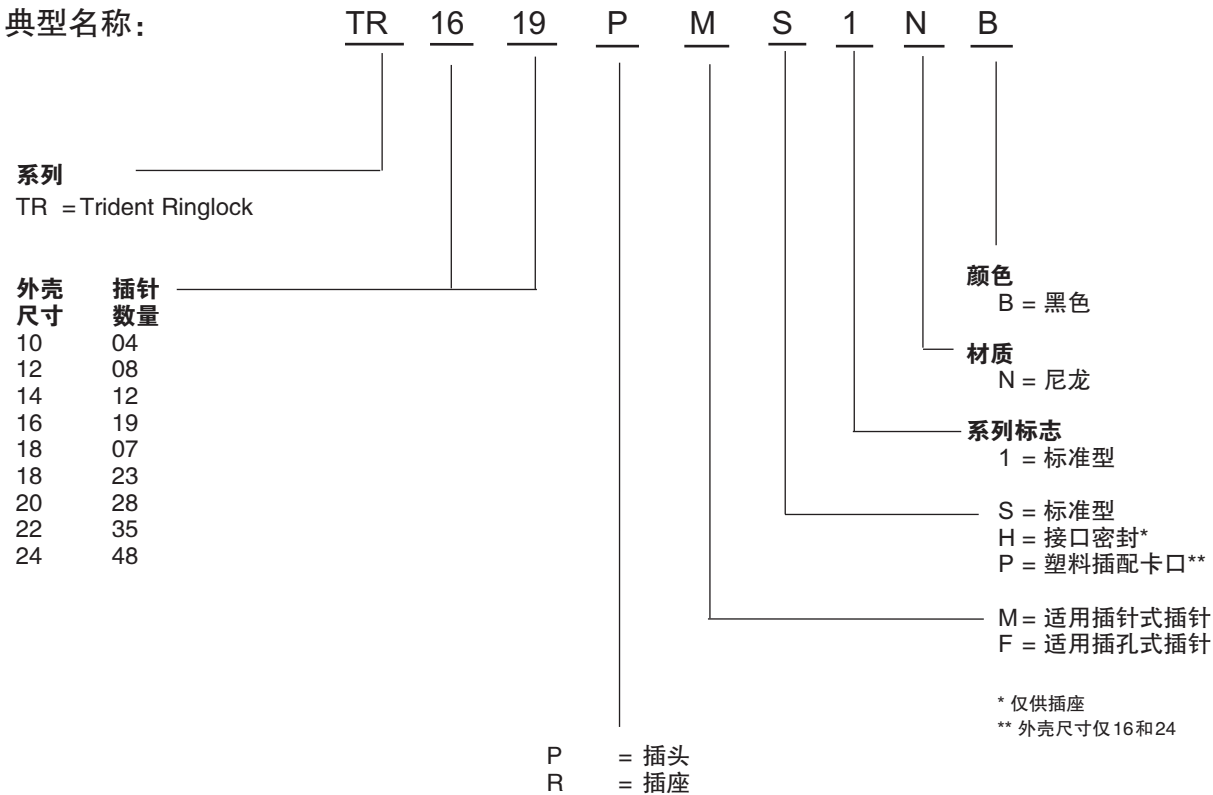 典型名称: TR 16 19 P M S 1 N B
系列
TR = Trident Ringlock
外壳 插针
尺寸 数量
10 04
12 08
14 12
16 19
18 07
18 23
20 28
22 35
24 48
颜色
B = 黑色
材质
N = 尼龙
系列标志
1 = 标准型
S = 标准型
H = 接口密封*
P = 塑料插配卡口**
M = 适用插针式插针
F = 适用插孔式插针
* 仅供插座
** 外壳尺寸仅16和24
P = 插头
R = 插座